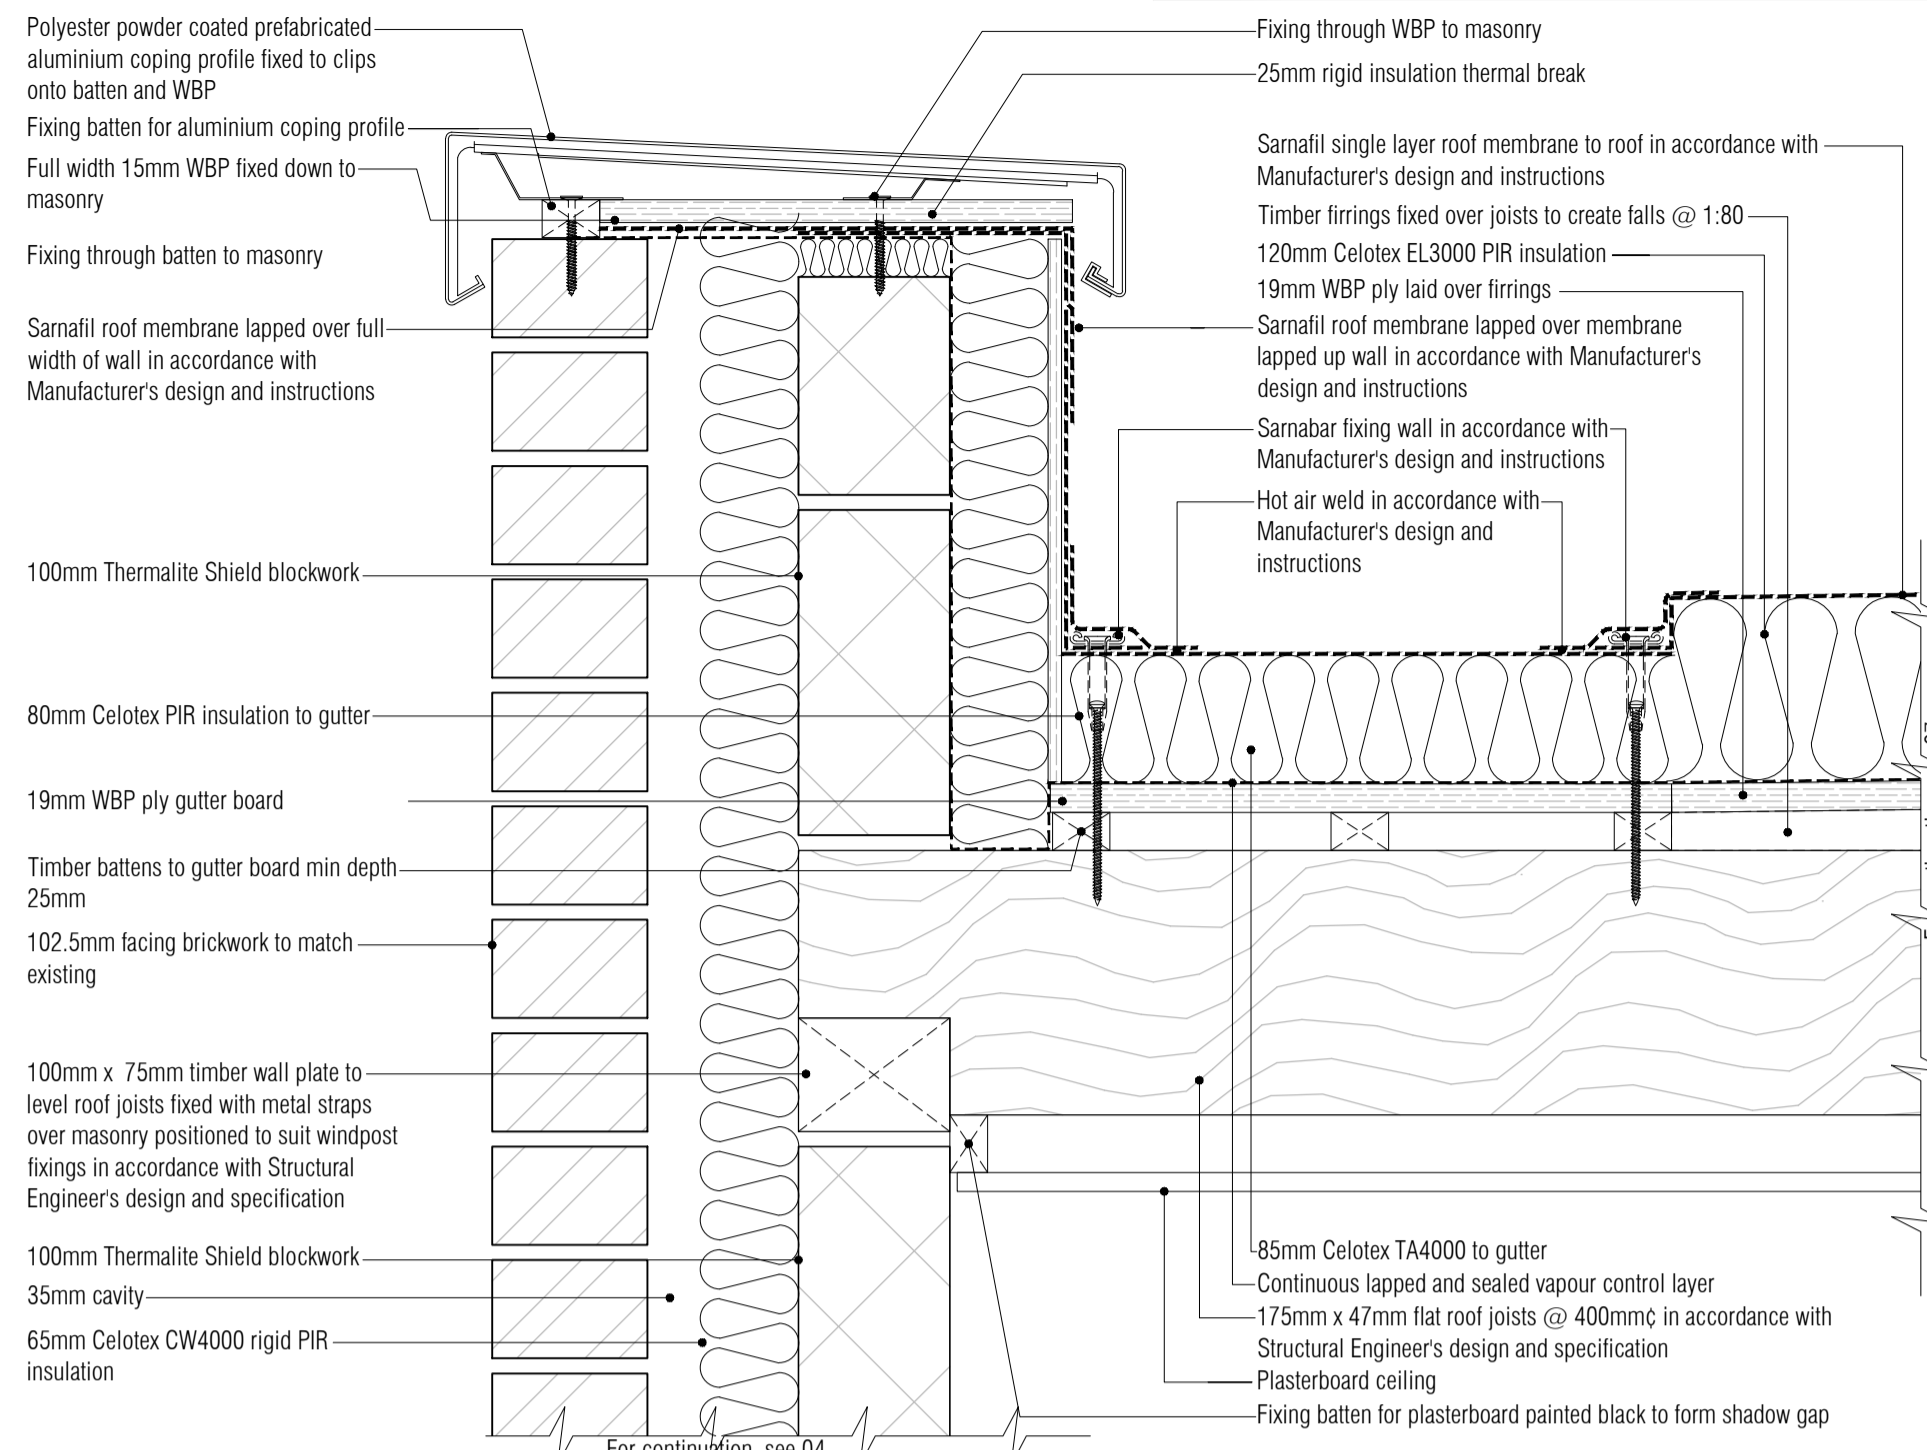 Polyester powder coated prefabricated
aluminium coping profile fixed to clips
onto batten and WBP
Fixing batten for aluminium coping profile
Full width 15mm WBP fixed down to
masonry
Fixing through batten to masonry
Sarnafil roof membrane lapped over full
width of wall in accordance with
Manufacturer's design and instructions
100mm Thermalite Shield blockwork
80mm Celotex PIR insulation to gutter
19mm WBP ply gutter board
Timber battens to gutter board min depth
25mm
102.5mm facing brickwork to match
existing
100mm x  75mm timber wall plate to
level roof joists fixed with metal straps
over masonry positioned to suit windpost
fixings in accordance with Structural
Engineer's design and specification
100mm Thermalite Shield blockwork
35mm cavity
65mm Celotex CW4000 rigid PIR
insulation
Fixing through WBP to masonry
25mm rigid insulation thermal break
Sarnafil single layer roof membrane to roof in accordance with
Manufacturer's design and instructions
Timber firrings fixed over joists to create falls @ 1:80
120mm Celotex EL3000 PIR insulation
19mm WBP ply laid over firrings
Sarnafil roof membrane lapped over membrane
lapped up wall in accordance with Manufacturer's
design and instructions
Sarnabar fixing wall in accordance with
Manufacturer's design and instructions
Hot air weld in accordance with
Manufacturer's design and
instructions
85mm Celotex TA4000 to gutter
Continuous lapped and sealed vapour control layer
175mm x 47mm flat roof joists @ 400mm¢ in accordance with
Structural Engineer's design and specification
Plasterboard ceiling
Fixing batten for plasterboard painted black to form shadow gap
For continuation, see 04